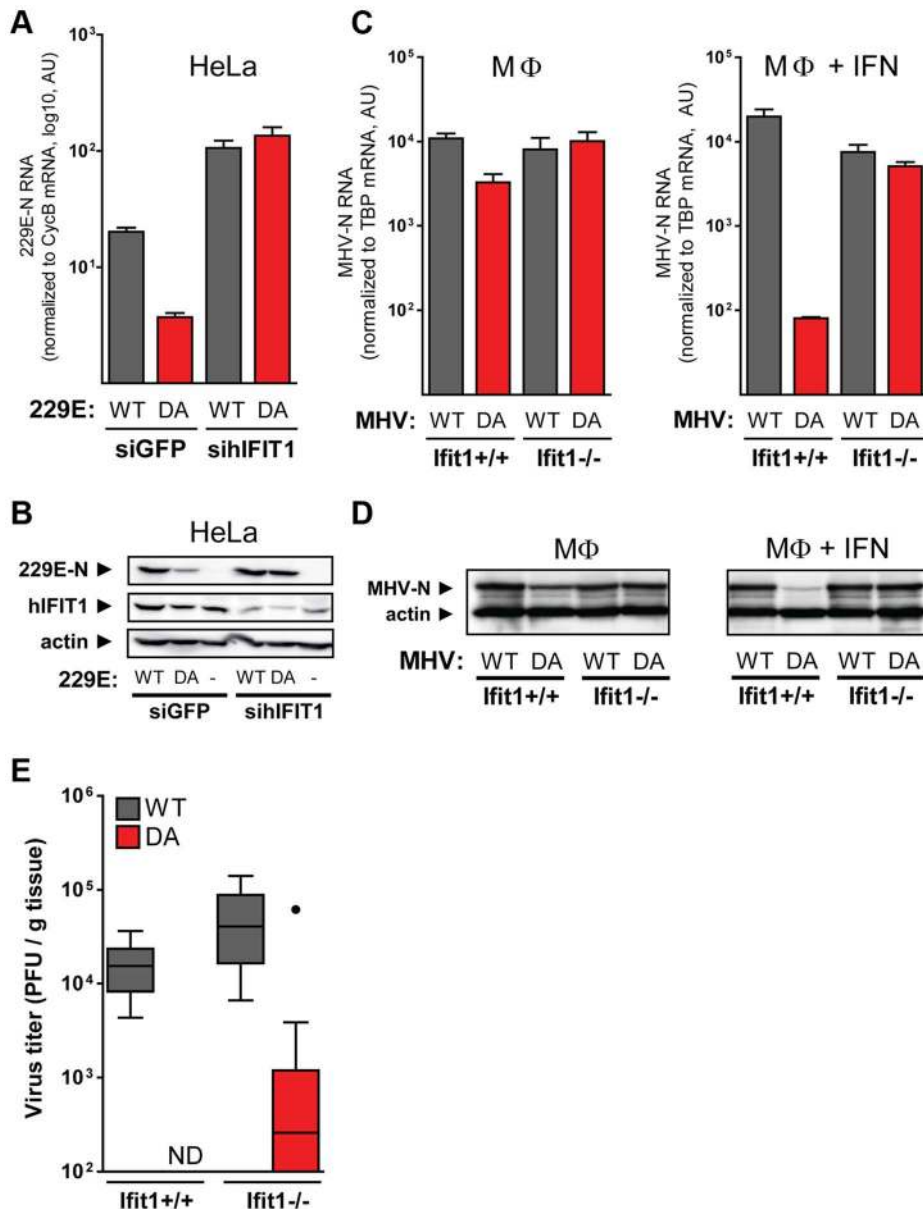 A
HeLa
229E-N RNA
(normalized to CycB mRNA, log10, AU)
10³
10²
10¹
229E: WT DA WT DA
siGFP sihIFIT1
B
HeLa
229E-N ►
hIFIT1 ►
actin ►
229E: WT DA - WT DA -
siGFP sihIFIT1
C
MΦ
MHV-N RNA
(normalized to TBP mRNA, AU)
10⁵
10⁴
10³
10²
MHV: WT DA WT DA
Ifit1+/+ Ifit1-/-
MΦ + IFN
MHV-N RNA
(normalized to TBP mRNA, AU)
10⁵
10⁴
10³
10²
MHV: WT DA WT DA
Ifit1+/+ Ifit1-/-
D
MΦ MΦ + IFN
MHV-N ►
actin ►
MHV: WT DA WT DA WT DA WT DA
Ifit1+/+ Ifit1-/- Ifit1+/+ Ifit1-/-
E
Virus titer (PFU / g tissue)
10⁶
10⁵
10⁴
10³
10²
WT
DA
ND
Ifit1+/+ Ifit1-/-